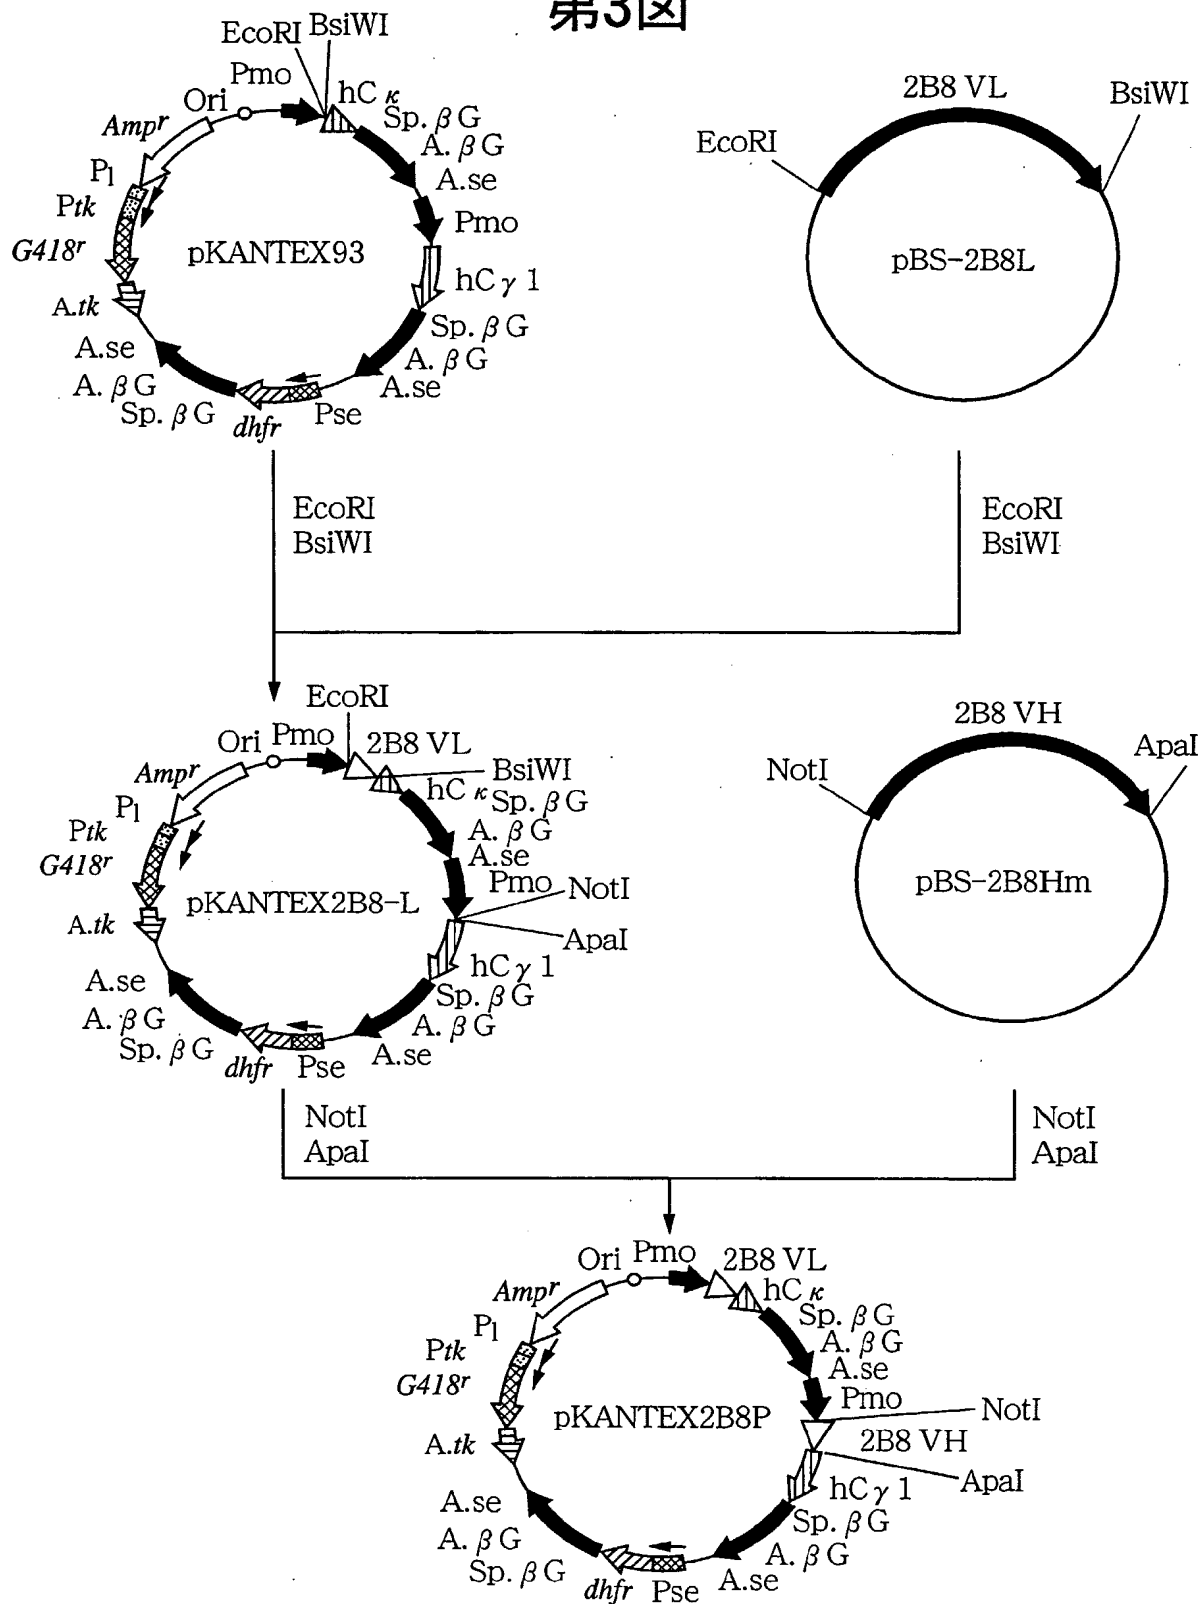 第3図
EcoRI
BsiWI
Pmo
hCκ
Ori
Sp. βG
Ampr
A. βG
A.se
Pl
Ptk
Pmo
G418r
pKANTEX93
hCγ1
A.tk
Sp. βG
A.se
A. βG
A. βG
A.se
Sp. βG
dhfr
Pse
2B8 VL
BsiWI
EcoRI
pBS-2B8L
EcoRI
BsiWI
EcoRI
BsiWI
EcoRI
Ori
Pmo
2B8 VL
Ampr
BsiWI
hCκ
Sp. βG
Pl
A. βG
Ptk
A.se
G418r
Pmo
NotI
pKANTEX2B8-L
A.tk
ApaI
hCγ1
A.se
Sp. βG
A. βG
A. βG
Sp. βG
A.se
dhfr
Pse
2B8 VH
ApaI
NotI
pBS-2B8Hm
NotI
ApaI
NotI
ApaI
Ori
Pmo
2B8 VL
Ampr
hCκ
Sp. βG
Pl
A. βG
Ptk
A.se
G418r
Pmo
NotI
pKANTEX2B8P
2B8 VH
A.tk
ApaI
hCγ1
A.se
Sp. βG
A. βG
A. βG
Sp. βG
A.se
dhfr
Pse